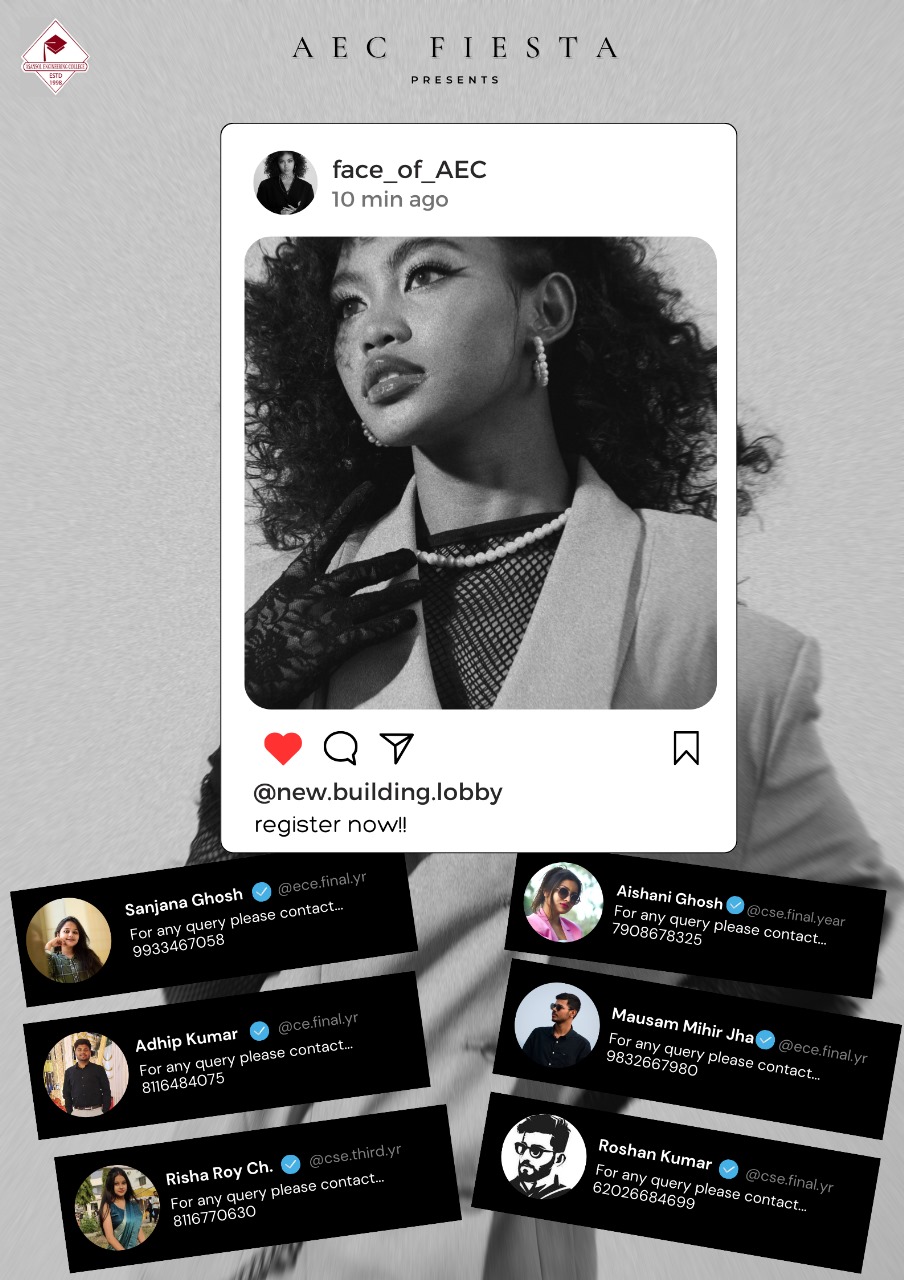 AEC FIESTA
PRESENTS
ASANSOL ENGINEERING COLLEGE
ESTD
1998
face_of_AEC
10 min ago
@new.building.lobby
register now!!
Sanjana Ghosh @ece.final.yr
For any query please contact...
9933467058
Aishani Ghosh @cse.final.year
For any query please contact...
7908678325
Adhip Kumar @ce.final.yr
For any query please contact...
8116484075
Mausam Mihir Jha @ece.final.yr
For any query please contact...
9832667980
Risha Roy Ch. @cse.third.yr
For any query please contact...
8116770630
Roshan Kumar @cse.final.yr
For any query please contact...
62026684699